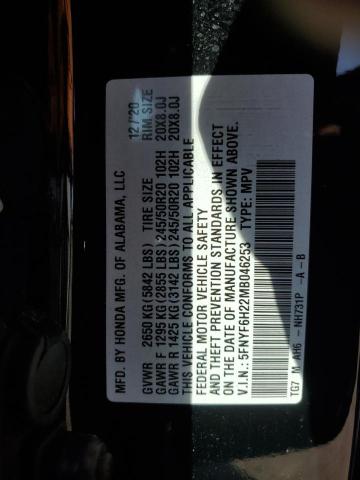 MFD. BY HONDA MFG. OF ALABAMA, LLC 12/'20
GVWR 2650 KG(5842 LBS) TIRE SIZE RIM SIZE
GAWR F 1295 KG(2855 LBS) 245/50R20 102H 20X8.0J
GAWR R 1425 KG(3142 LBS) 245/50R20 102H 20X8.0J
THIS VEHICLE CONFORMS TO ALL APPLICABLE
FEDERAL MOTOR VEHICLE SAFETY
AND THEFT PREVENTION STANDARDS IN EFFECT
ON THE DATE OF MANUFACTURE SHOWN ABOVE.
V.I.N.: 5FNYF6H22MB046253 TYPE: MPV
TG7 M AH6 - NH731P -A-B